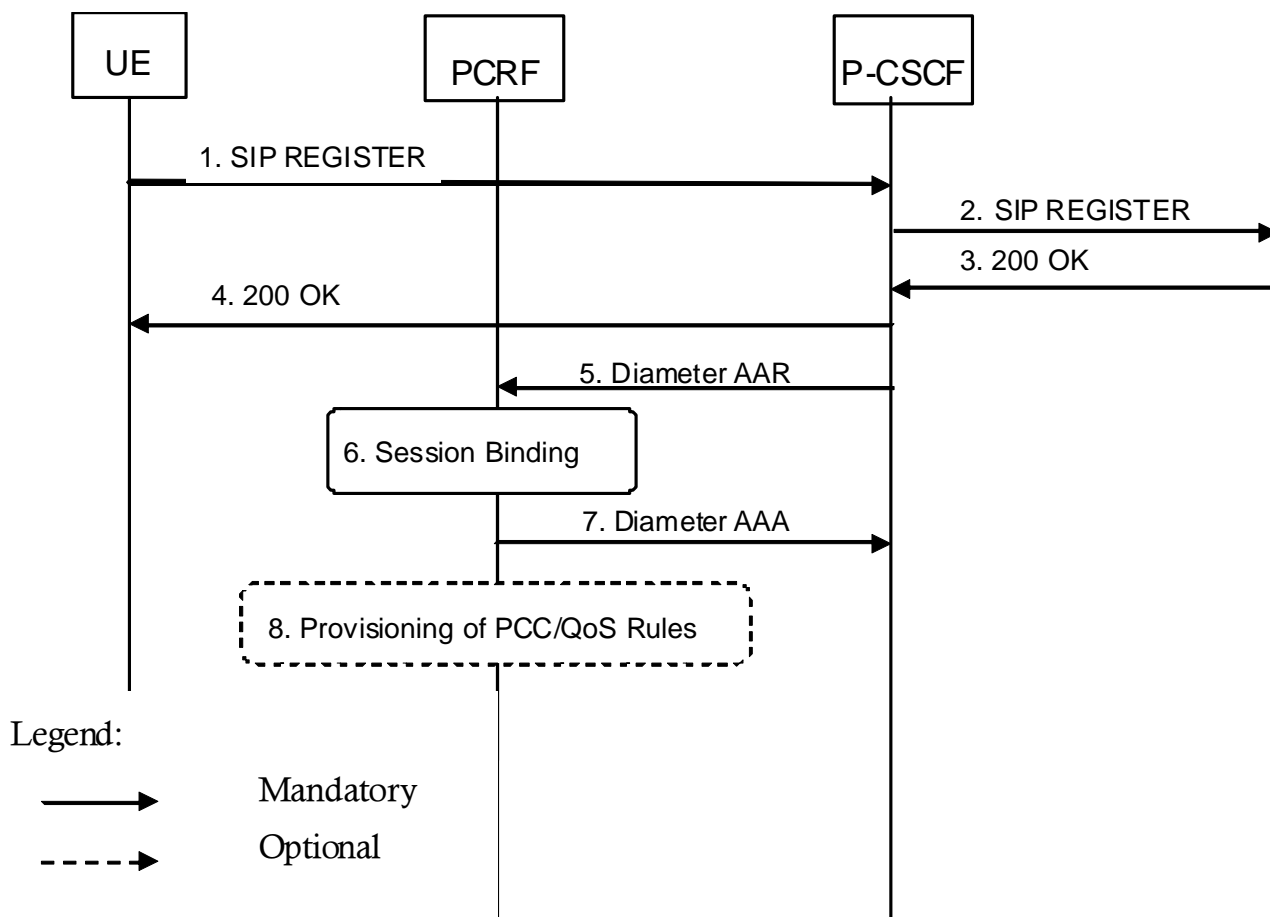 UE
PCRF
P-CSCF
1. SIP REGISTER
2. SIP REGISTER
3. 200 OK
4. 200 OK
5. Diameter AAR
6. Session Binding
7. Diameter AAA
8. Provisioning of PCC/QoS Rules
Legend:
Mandatory
Optional